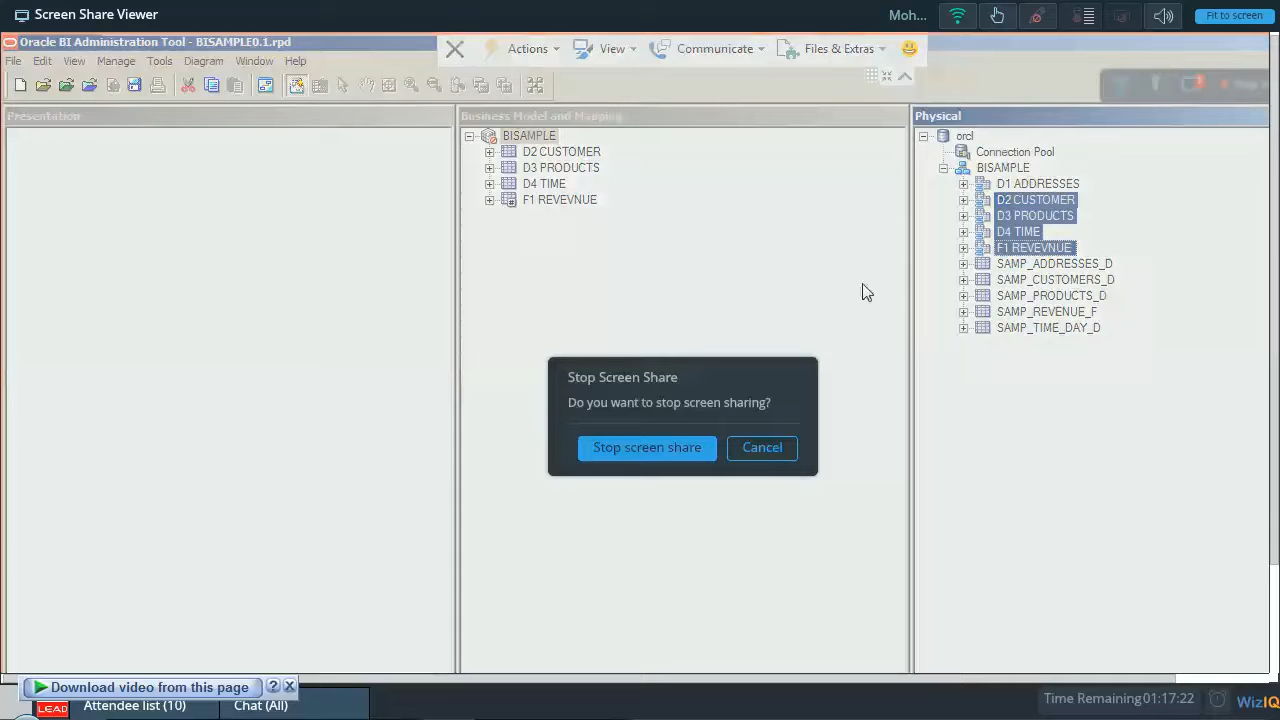 Screen Share Viewer
Moh...
Fit to screen
Oracle BI Administration Tool - BISAMPLE0.1.rpd
Actions
View
Communicate
Files & Extras
File Edit View Manage Tools Diagram Window Help
Presentation
Business Model and Mapping
Physical
BISAMPLE
D2 CUSTOMER
D3 PRODUCTS
D4 TIME
F1 REVEVNUE
orcl
Connection Pool
BISAMPLE
D1 ADDRESSES
D2 CUSTOMER
D3 PRODUCTS
D4 TIME
F1 REVEVNUE
SAMP_ADDRESSES_D
SAMP_CUSTOMERS_D
SAMP_PRODUCTS_D
SAMP_REVENUE_F
SAMP_TIME_DAY_D
Stop Screen Share
Do you want to stop screen sharing?
Stop screen share
Cancel
Download video from this page
?
LEAD
Attendee list (10)
Chat (All)
Time Remaining 01:17:22
WizIQ